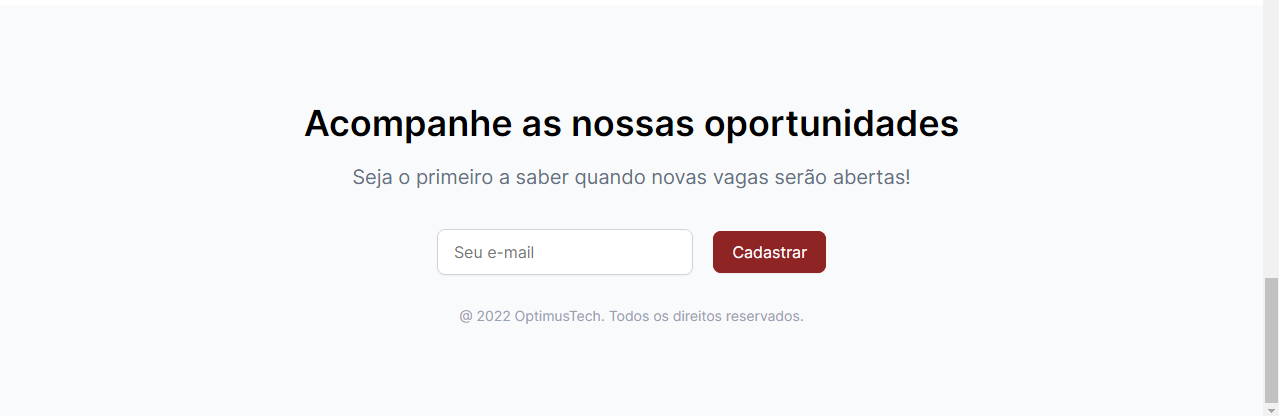 Acompanhe as nossas oportunidades
Seja o primeiro a saber quando novas vagas serão abertas!
Seu e-mail
Cadastrar
@ 2022 OptimusTech. Todos os direitos reservados.